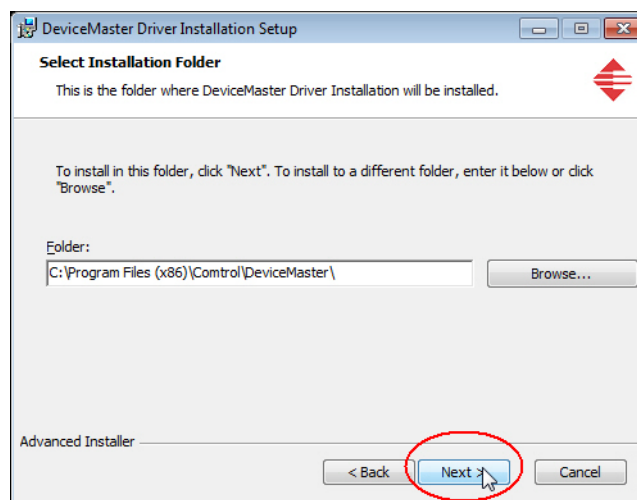 DeviceMaster Driver Installation Setup
Select Installation Folder
This is the folder where DeviceMaster Driver Installation will be installed.
To install in this folder, click "Next". To install to a different folder, enter it below or click
"Browse".
Folder:
C:\Program Files (x86)\Comtrol\DeviceMaster\
Browse...
Advanced Installer
< Back
Next >
Cancel